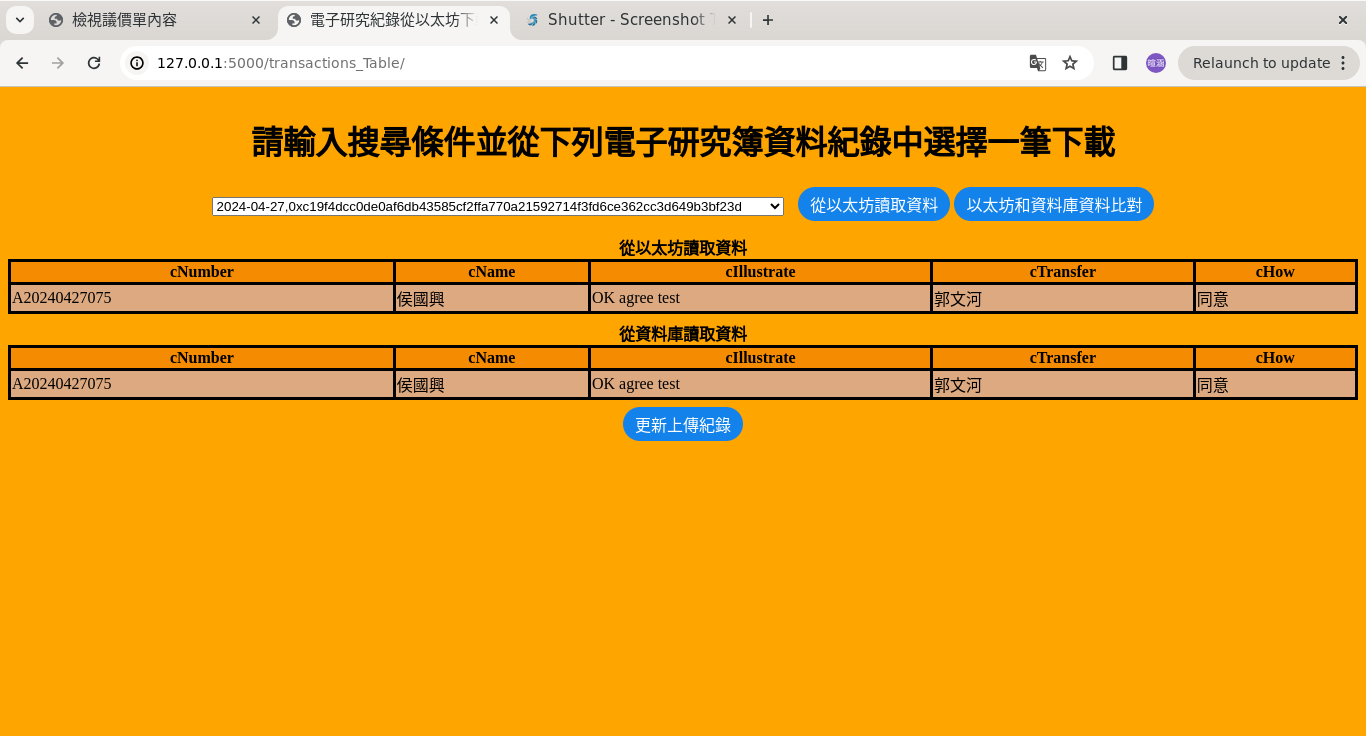 檢視議價單內容
電子研究紀錄從以太坊下
Shutter - Screenshot T
127.0.0.1:5000/transactions_Table/
暄涵
Relaunch to update
請輸入搜尋條件並從下列電子研究簿資料紀錄中選擇一筆下載
2024-04-27,0xc19f4dcc0de0af6db43585cf2ffa770a21592714f3fd6ce362cc3d649b3bf23d 從以太坊讀取資料 以太坊和資料庫資料比對
從以太坊讀取資料
cNumber cName cIllustrate cTransfer cHow
A20240427075 侯國興 OK agree test 郭文河 同意
從資料庫讀取資料
cNumber cName cIllustrate cTransfer cHow
A20240427075 侯國興 OK agree test 郭文河 同意
更新上傳紀錄